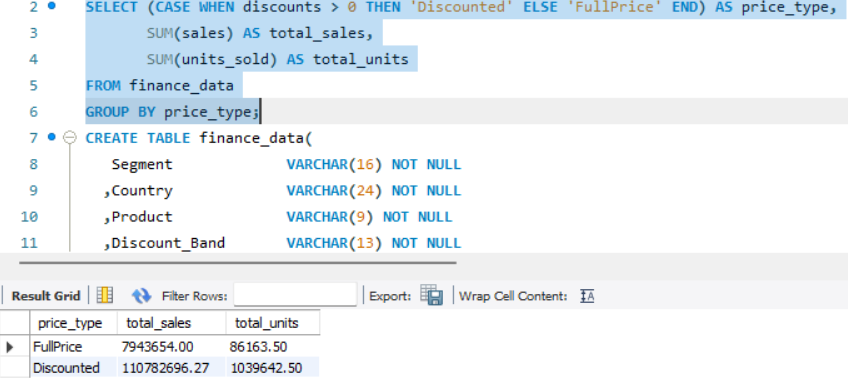 2 SELECT (CASE WHEN discounts > 0 THEN 'Discounted' ELSE 'FullPrice' END) AS price_type,
3 SUM(sales) AS total_sales,
4 SUM(units_sold) AS total_units
5 FROM finance_data
6 GROUP BY price_type;
7 CREATE TABLE finance_data(
8 Segment VARCHAR(16) NOT NULL
9 ,Country VARCHAR(24) NOT NULL
10 ,Product VARCHAR(9) NOT NULL
11 ,Discount_Band VARCHAR(13) NOT NULL
Result Grid Filter Rows: Export: Wrap Cell Content: IA
price_type total_sales total_units
FullPrice 7943654.00 86163.50
Discounted 110782696.27 1039642.50